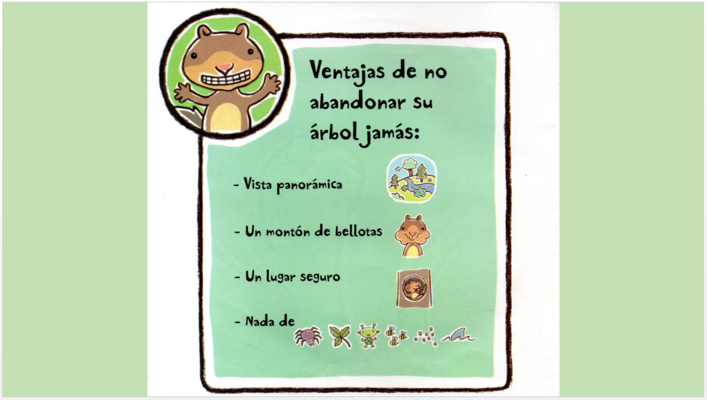 Ventajas de no
abandonar su
árbol jamás:
- Vista panorámica
- Un montón de bellotas
- Un lugar seguro
- Nada de